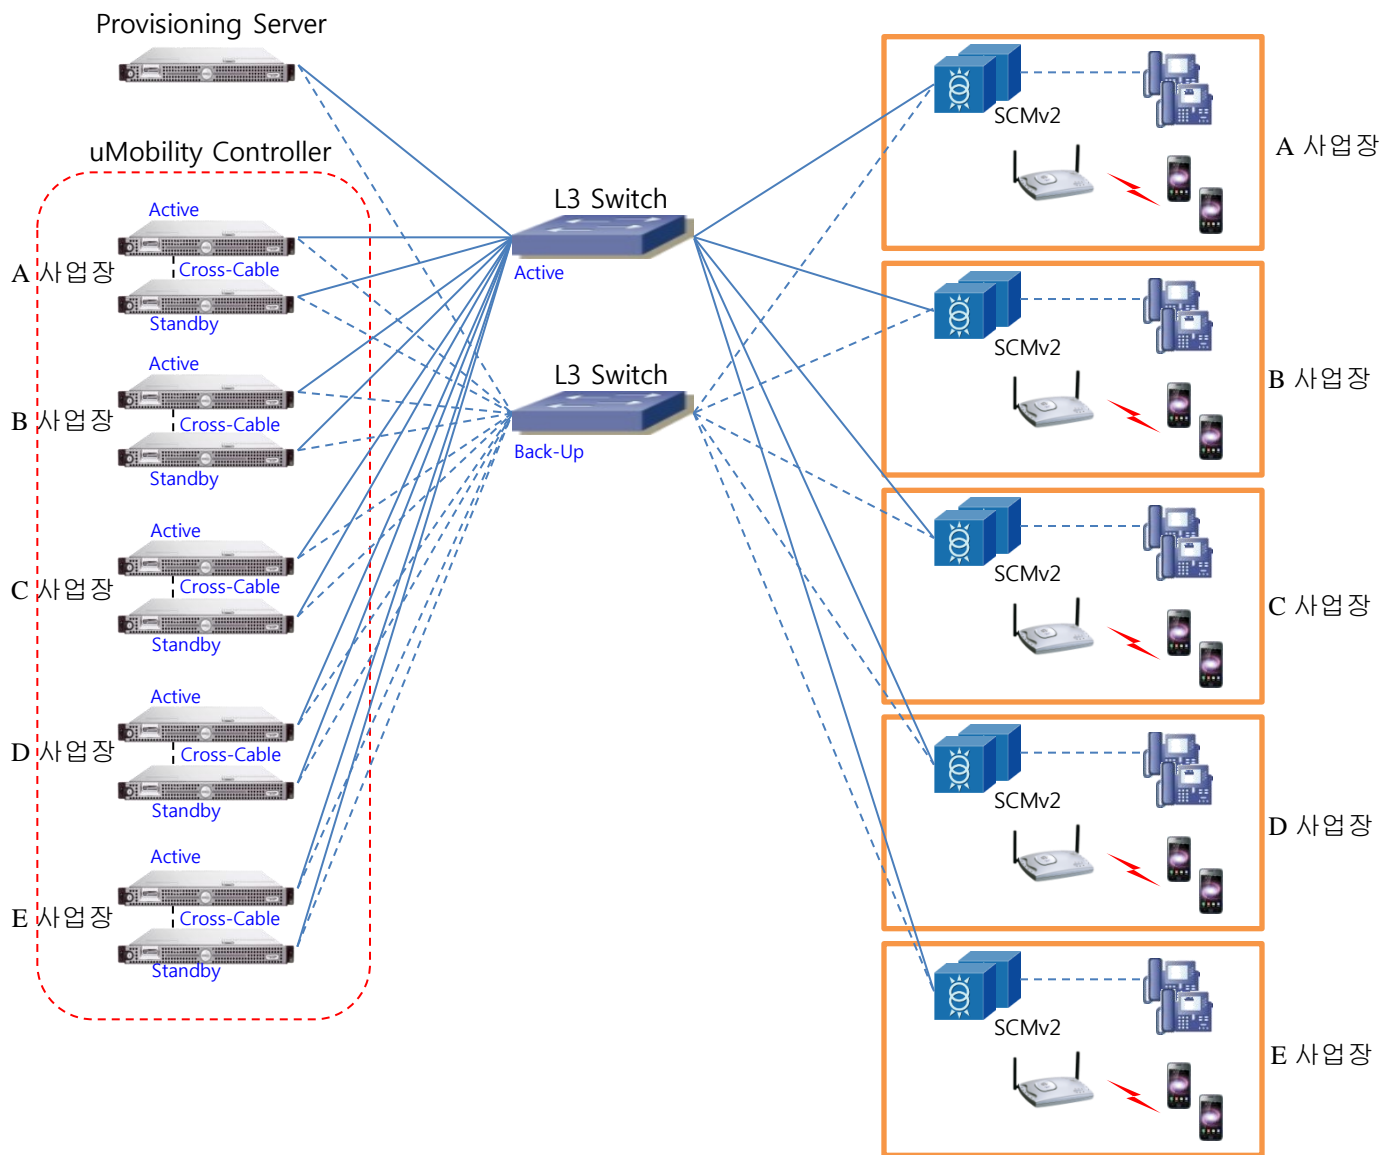 Provisioning Server
uMobility Controller
Active
Cross-Cable
A 사업장
Standby
Active
Cross-Cable
B 사업장
Standby
Active
Cross-Cable
C 사업장
Standby
Active
Cross-Cable
D 사업장
Standby
Active
Cross-Cable
E 사업장
Standby
L3 Switch
Active
L3 Switch
Back-Up
SCMv2
A 사업장
SCMv2
B 사업장
SCMv2
C 사업장
SCMv2
D 사업장
SCMv2
E 사업장